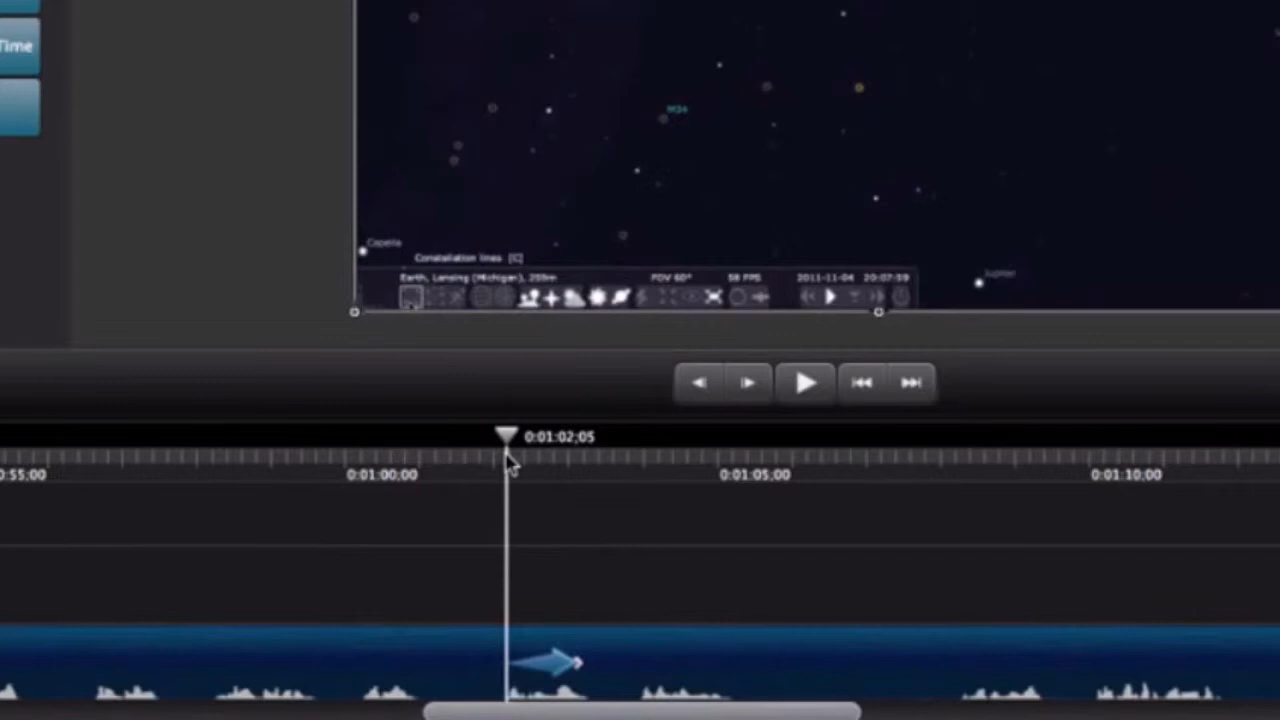 Time
M34
Capella
Constellation lines [C]
Earth, Lansing (Michigan), 259m FOV 60° 58 FPS 2011-11-04 20:07:59
Jupiter
0:01:02;05
0:55;00 0:01:00;00 0:01:05;00 0:01:10;00